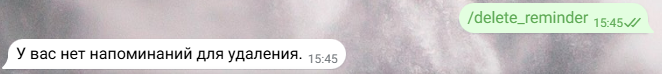 /delete_reminder 15:45
У вас нет напоминаний для удаления. 15:45